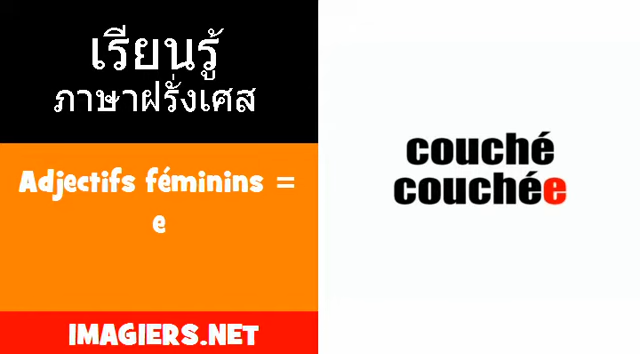 เรียนรู้
ภาษาฝรั่งเศส
Adjectifs féminins =
e
IMAGIERS.NET
couché
couchée